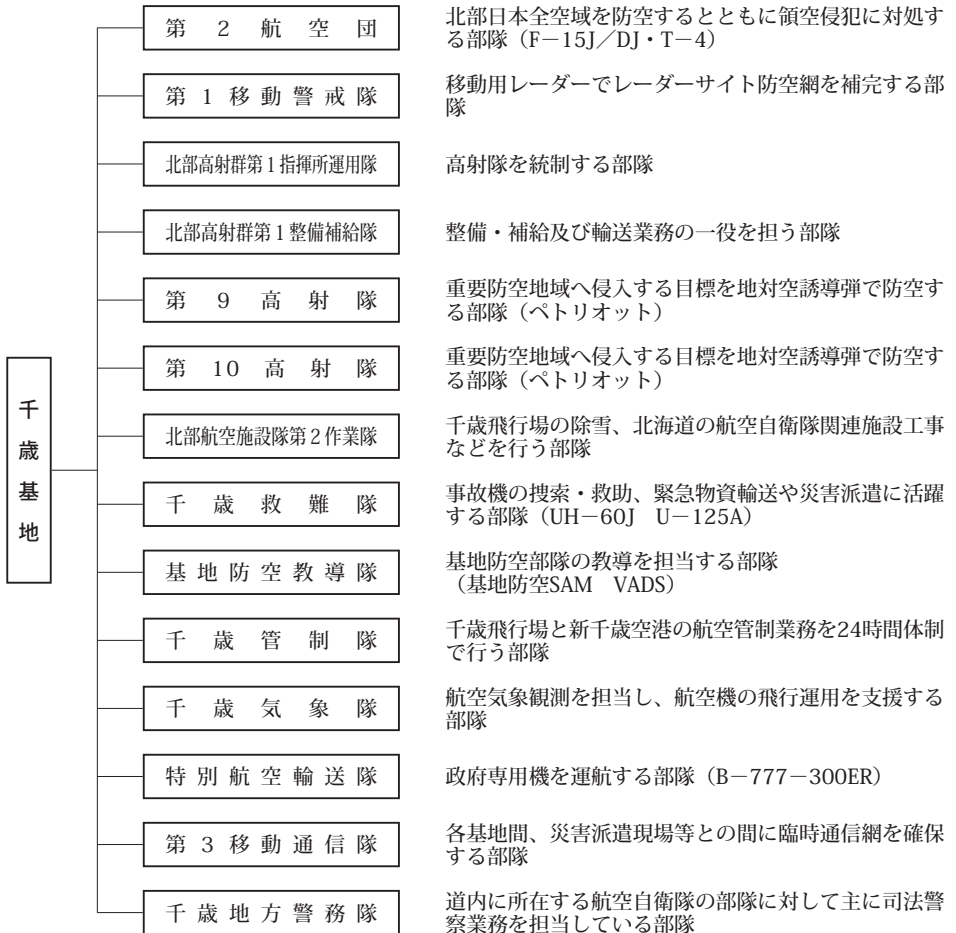 千歳基地
第2航空団
北部日本全空域を防空するとともに領空侵犯に対処す
る部隊（F－15J／DJ・T－4）
第1移動警戒隊
移動用レーダーでレーダーサイト防空網を補完する部
隊
北部高射群第1指揮所運用隊
高射隊を統制する部隊
北部高射群第1整備補給隊
整備・補給及び輸送業務の一役を担う部隊
第9高射隊
重要防空地域へ侵入する目標を地対空誘導弾で防空す
る部隊（ペトリオット）
第10高射隊
重要防空地域へ侵入する目標を地対空誘導弾で防空す
る部隊（ペトリオット）
北部航空施設隊第2作業隊
千歳飛行場の除雪、北海道の航空自衛隊関連施設工事
などを行う部隊
千歳救難隊
事故機の捜索・救助、緊急物資輸送や災害派遣に活躍
する部隊（UH－60J　U－125A）
基地防空教導隊
基地防空部隊の教導を担当する部隊
（基地防空SAM　VADS）
千歳管制隊
千歳飛行場と新千歳空港の航空管制業務を24時間体制
で行う部隊
千歳気象隊
航空気象観測を担当し、航空機の飛行運用を支援する
部隊
特別航空輸送隊
政府専用機を運航する部隊（B－777－300ER）
第3移動通信隊
各基地間、災害派遣現場等との間に臨時通信網を確保
する部隊
千歳地方警務隊
道内に所在する航空自衛隊の部隊に対して主に司法警
察業務を担当している部隊